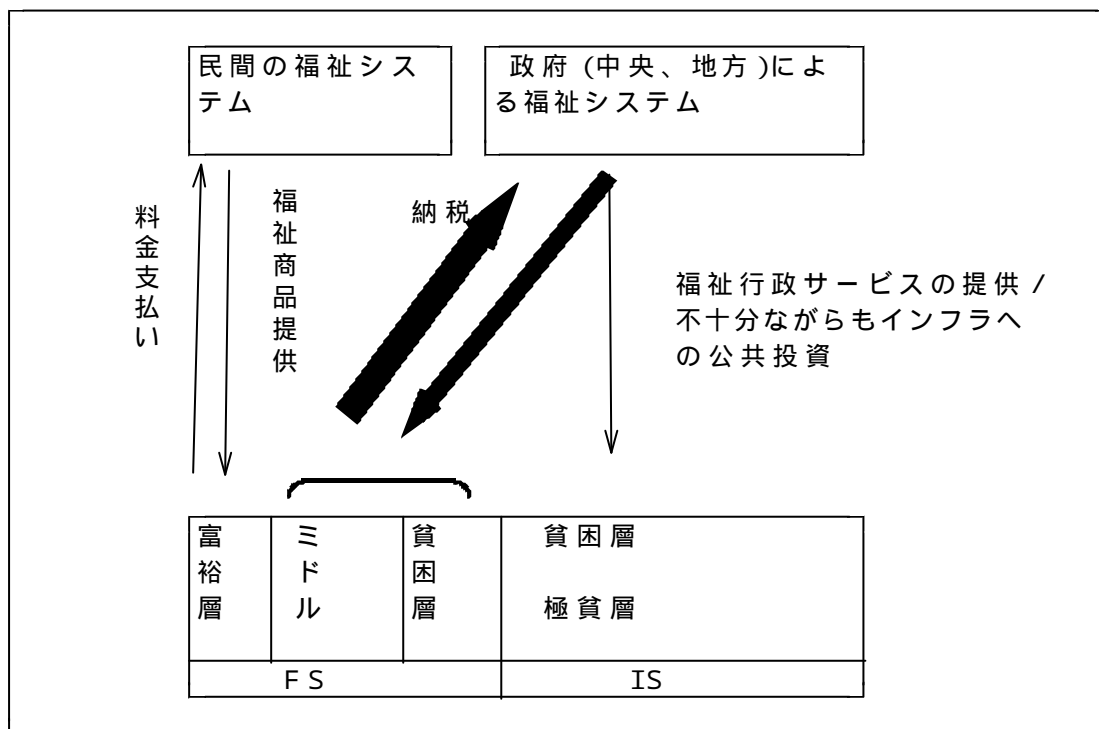 民間の福祉シス
テム
政府(中央、地方)によ
る福祉システム
料金支払い
福祉商品提供
納税
福祉行政サービスの提供/
不十分ながらもインフラへ
の公共投資
富裕層
ミドル
貧困層
貧困層
極貧層
FS
IS